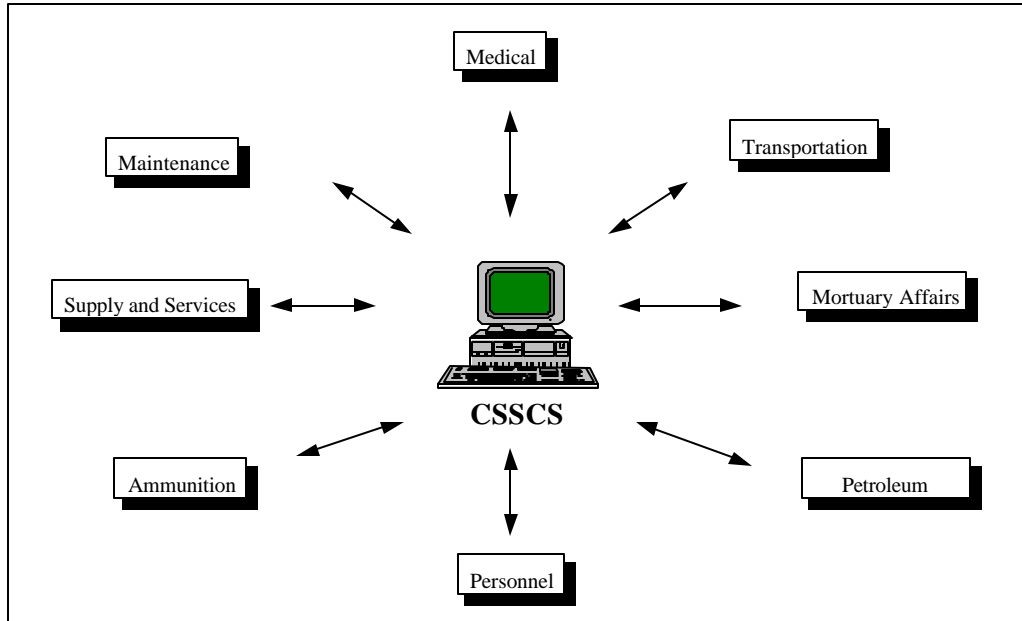 Medical
Maintenance
Transportation
Supply and Services
Mortuary Affairs
CSSCS
Ammunition
Petroleum
Personnel